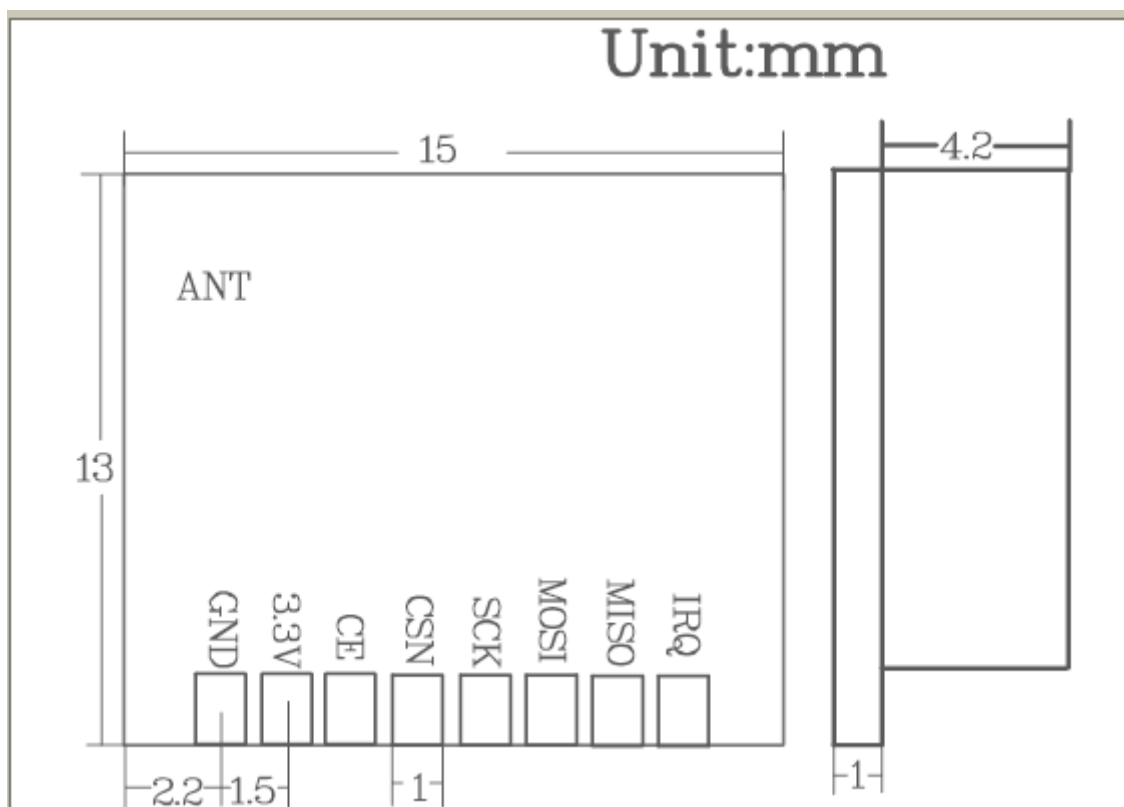 Unit:mm
15
4.2
ANT
13
GND
3.3V
CE
CSN
SCK
MOSI
MISO
IRQ
2.2
1.5
1
1